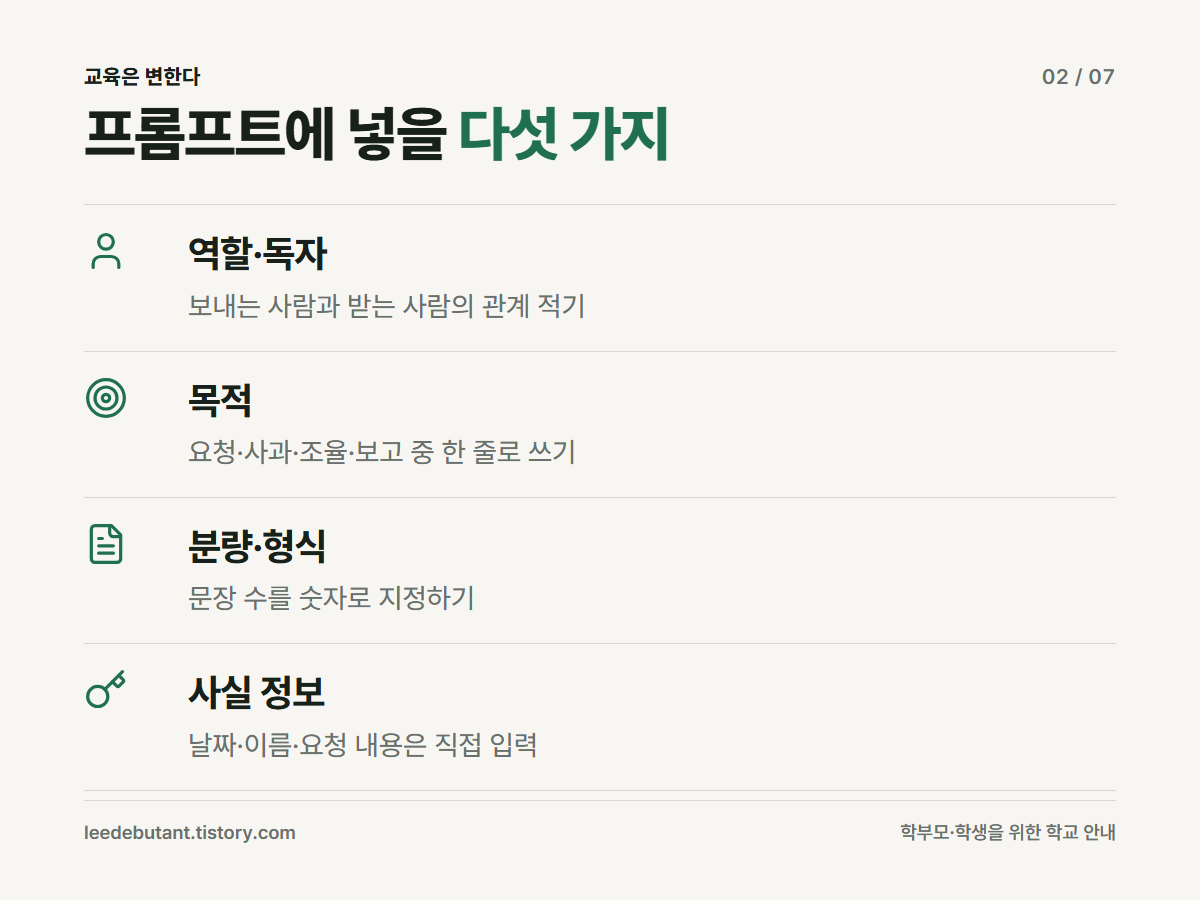 교육은 변한다
02 / 07
프롬프트에 넣을 다섯 가지
역할·독자
보내는 사람과 받는 사람의 관계 적기
목적
요청·사과·조율·보고 중 한 줄로 쓰기
분량·형식
문장 수를 숫자로 지정하기
사실 정보
날짜·이름·요청 내용은 직접 입력
leedebutant.tistory.com
학부모·학생을 위한 학교 안내